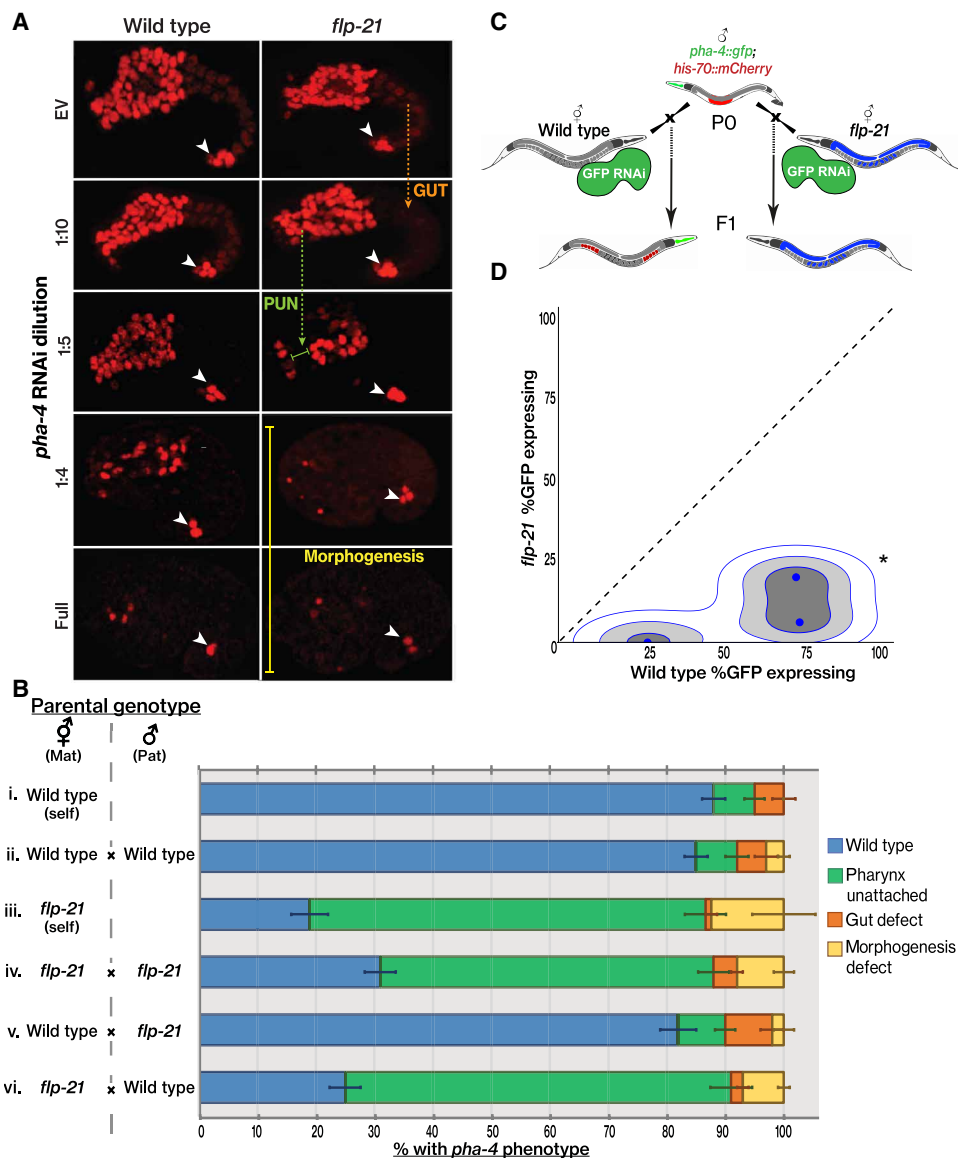 A
Wild type
flp-21
pha-4 RNAi dilution
EV
1:10
1:5
1:4
Full
GUT
PUN
Morphogenesis
C
♂
pha-4::gfp;
his-70::mCherry
P0
⚥
Wild type
x
x
⚥
flp-21
GFP RNAi
GFP RNAi
F1
D
100
75
50
25
0
flp-21 %GFP expressing
*
0
25
50
75
100
Wild type %GFP expressing
B
Parental genotype
⚥
(Mat)
♂
(Pat)
i. Wild type
(self)
ii. Wild type × Wild type
iii. flp-21
(self)
iv. flp-21 × flp-21
v. Wild type × flp-21
vi. flp-21 × Wild type
Wild type
Pharynx
unattached
Gut defect
Morphogenesis
defect
0 10 20 30 40 50 60 70 80 90 100
% with pha-4 phenotype